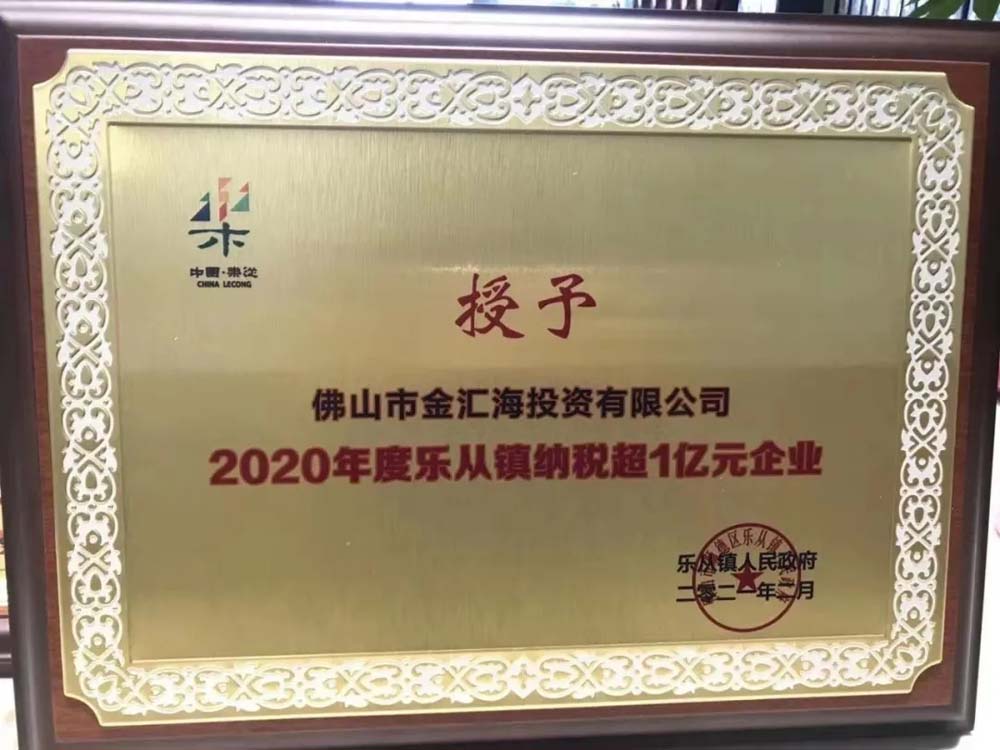 中国·乐从
CHINA LECONG
授予
佛山市金汇海投资有限公司
2020年度乐从镇纳税超1亿元企业
乐从镇人民政府
二零二一年二月